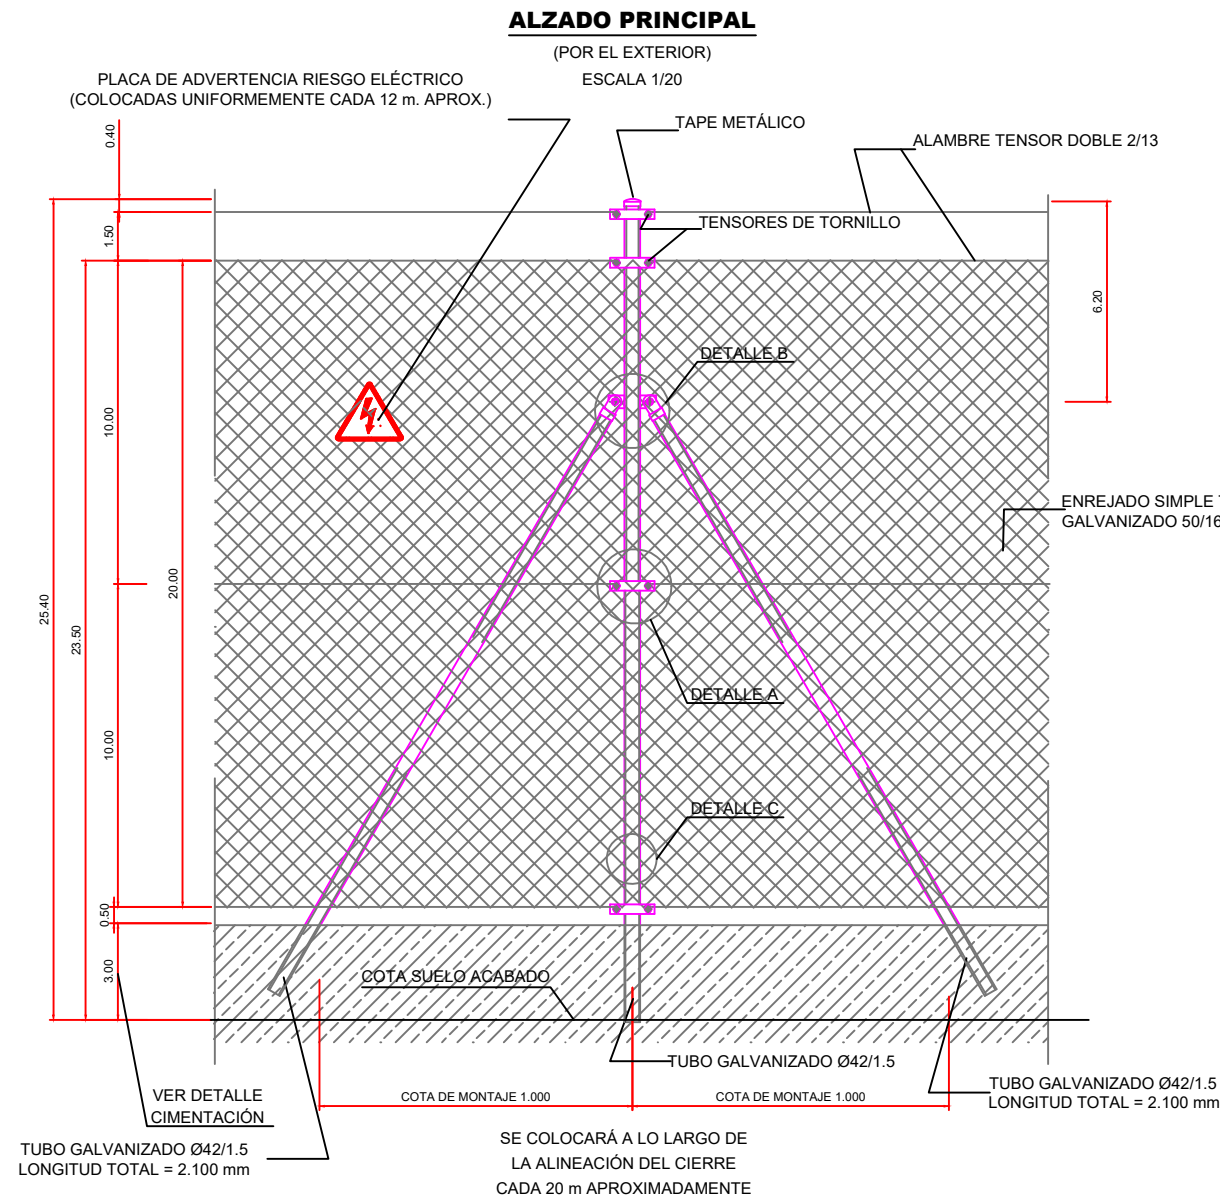 ALZADO PRINCIPAL
(POR EL EXTERIOR)
ESCALA 1/20
PLACA DE ADVERTENCIA RIESGO ELÉCTRICO
(COLOCADAS UNIFORMEMENTE CADA 12 m. APROX.)
TAPE METÁLICO
ALAMBRE TENSOR DOBLE 2/13
0.40
1.50
TENSORES DE TORNILLO
6.20
DETALLE B
10.00
ENREJADO SIMPLE
GALVANIZADO 50/16
20.00
25.40
23.50
DETALLE A
10.00
DETALLE C
0.50
3.00
COTA SUELO ACABADO
TUBO GALVANIZADO Ø42/1.5
VER DETALLE
CIMENTACIÓN
COTA DE MONTAJE 1.000
COTA DE MONTAJE 1.000
TUBO GALVANIZADO Ø42/1.5
LONGITUD TOTAL = 2.100 mm
TUBO GALVANIZADO Ø42/1.5
LONGITUD TOTAL = 2.100 mm
SE COLOCARÁ A LO LARGO DE
LA ALINEACIÓN DEL CIERRE
CADA 20 m APROXIMADAMENTE